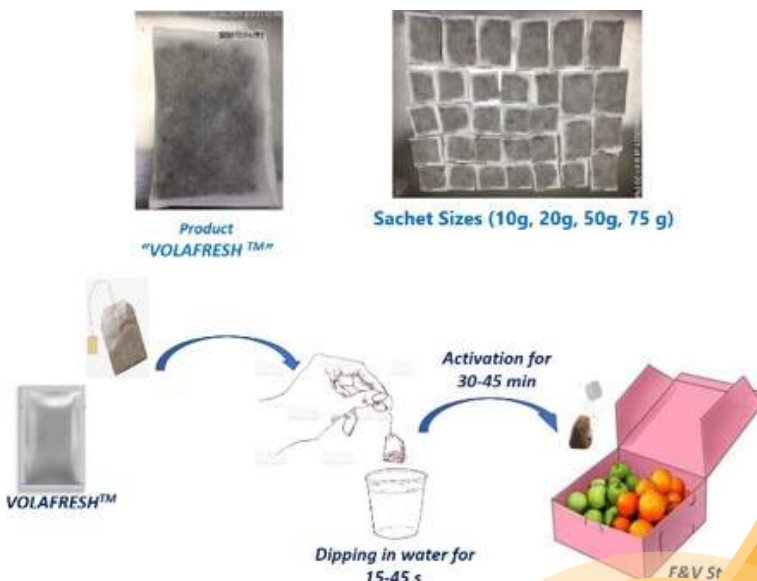 Product
“VOLAFRESH ™”
Sachet Sizes (10g, 20g, 50g, 75 g)
Activation for
30-45 min
VOLAFRESH™
Dipping in water for
15-45 s
F&V St